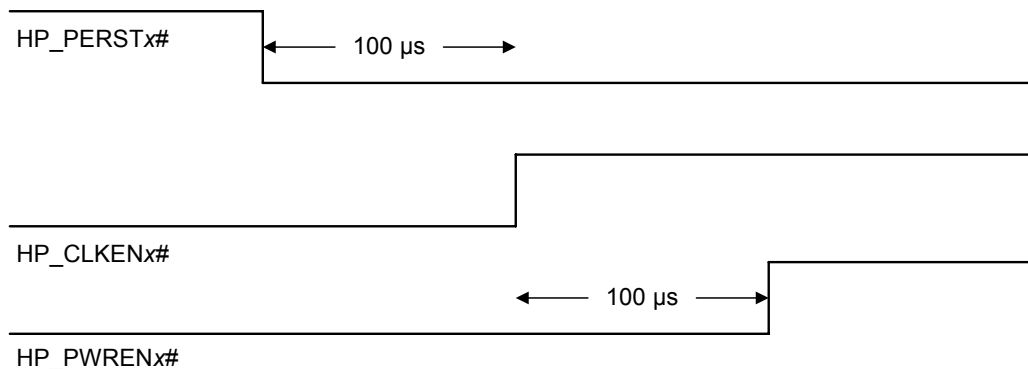 HP_PERSTx#
100 µs
HP_CLKENx#
100 µs
HP_PWRENx#